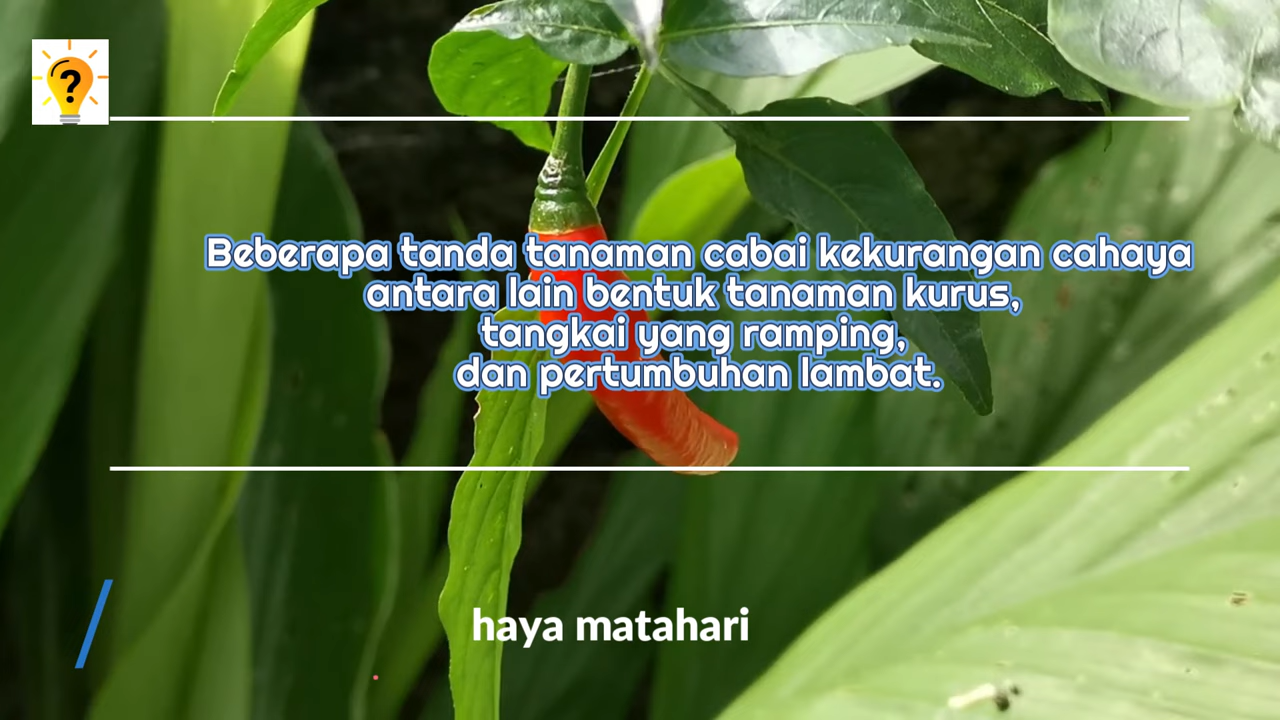 ?
Beberapa tanda tanaman cabai kekurangan cahaya
antara lain bentuk tanaman kurus,
tangkai yang ramping,
dan pertumbuhan lambat.
haya matahari